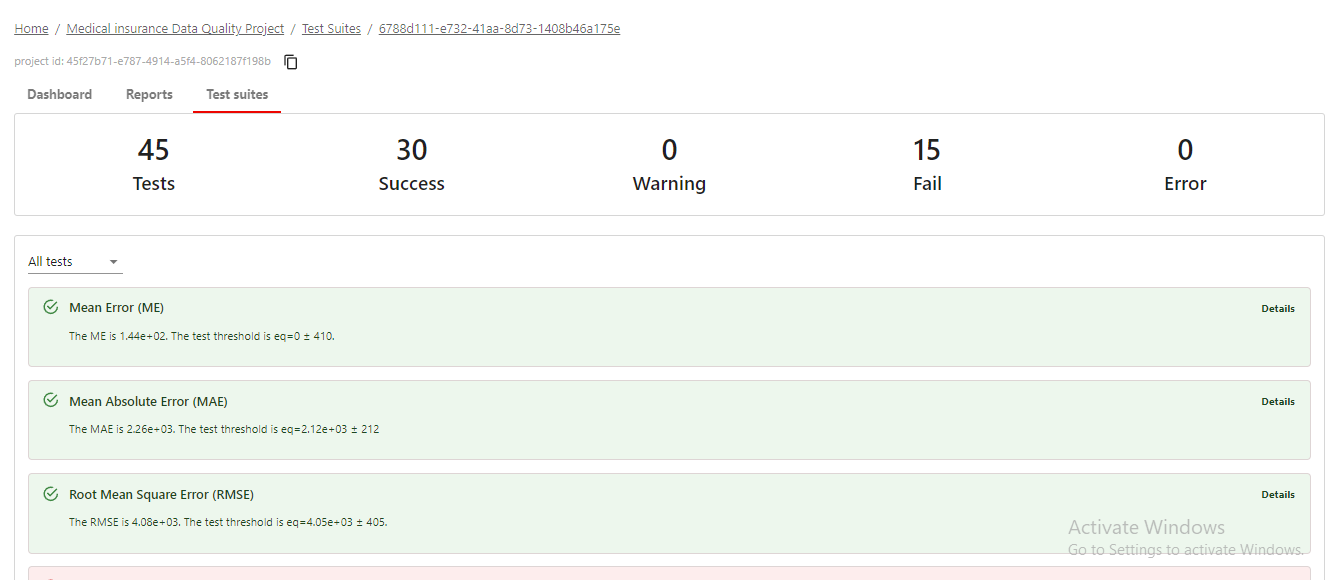 Home / Medical insurance Data Quality Project / Test Suites / 6788d111-e732-41aa-8d73-1408b46a175e
project id: 45f27b71-e787-4914-a5f4-8062187f198b
Dashboard Reports Test suites
45 30 0 15 0
Tests Success Warning Fail Error
All tests
Mean Error (ME) Details
The ME is 1.44e+02. The test threshold is eq=0 ± 410.
Mean Absolute Error (MAE) Details
The MAE is 2.26e+03. The test threshold is eq=2.12e+03 ± 212
Root Mean Square Error (RMSE) Details
The RMSE is 4.08e+03. The test threshold is eq=4.05e+03 ± 405.
Activate Windows
Go to Settings to activate Windows.